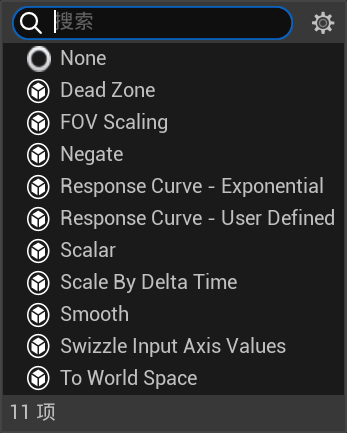 搜索
None
Dead Zone
FOV Scaling
Negate
Response Curve - Exponential
Response Curve - User Defined
Scalar
Scale By Delta Time
Smooth
Swizzle Input Axis Values
To World Space
11 项